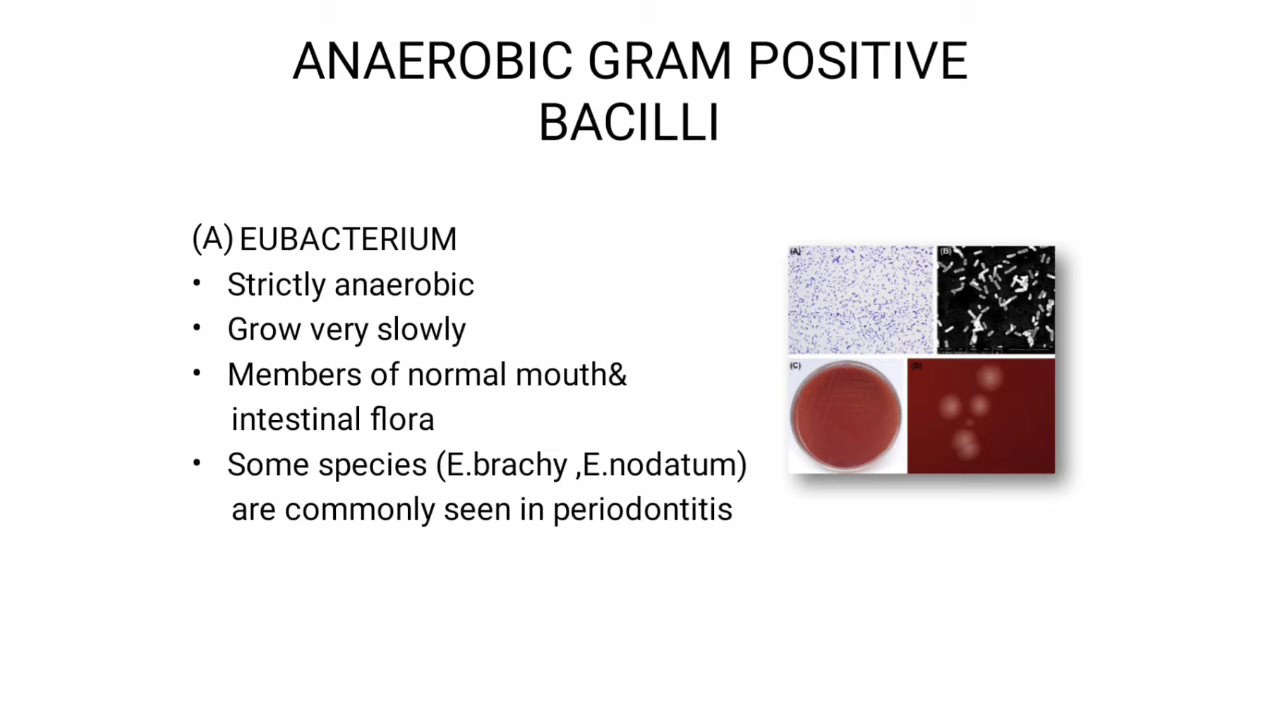 ANAEROBIC GRAM POSITIVE
BACILLI
(A) EUBACTERIUM
• Strictly anaerobic
• Grow very slowly
• Members of normal mouth&
intestinal flora
• Some species (E.brachy ,E.nodatum)
are commonly seen in periodontitis
(A)
(B)
(C)
(D)